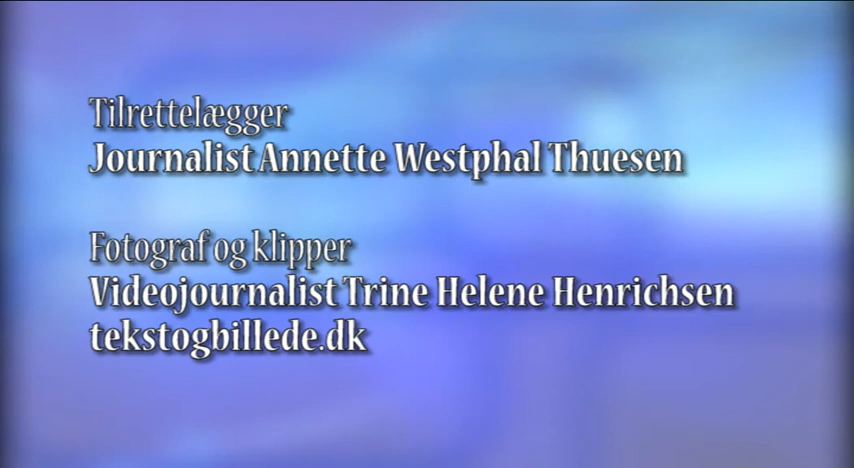 Tilrettelægger
Journalist Annette Westphal Thuesen
Fotograf og klipper
Videojournalist Trine Helene Henrichsen
tekstogbillede.dk